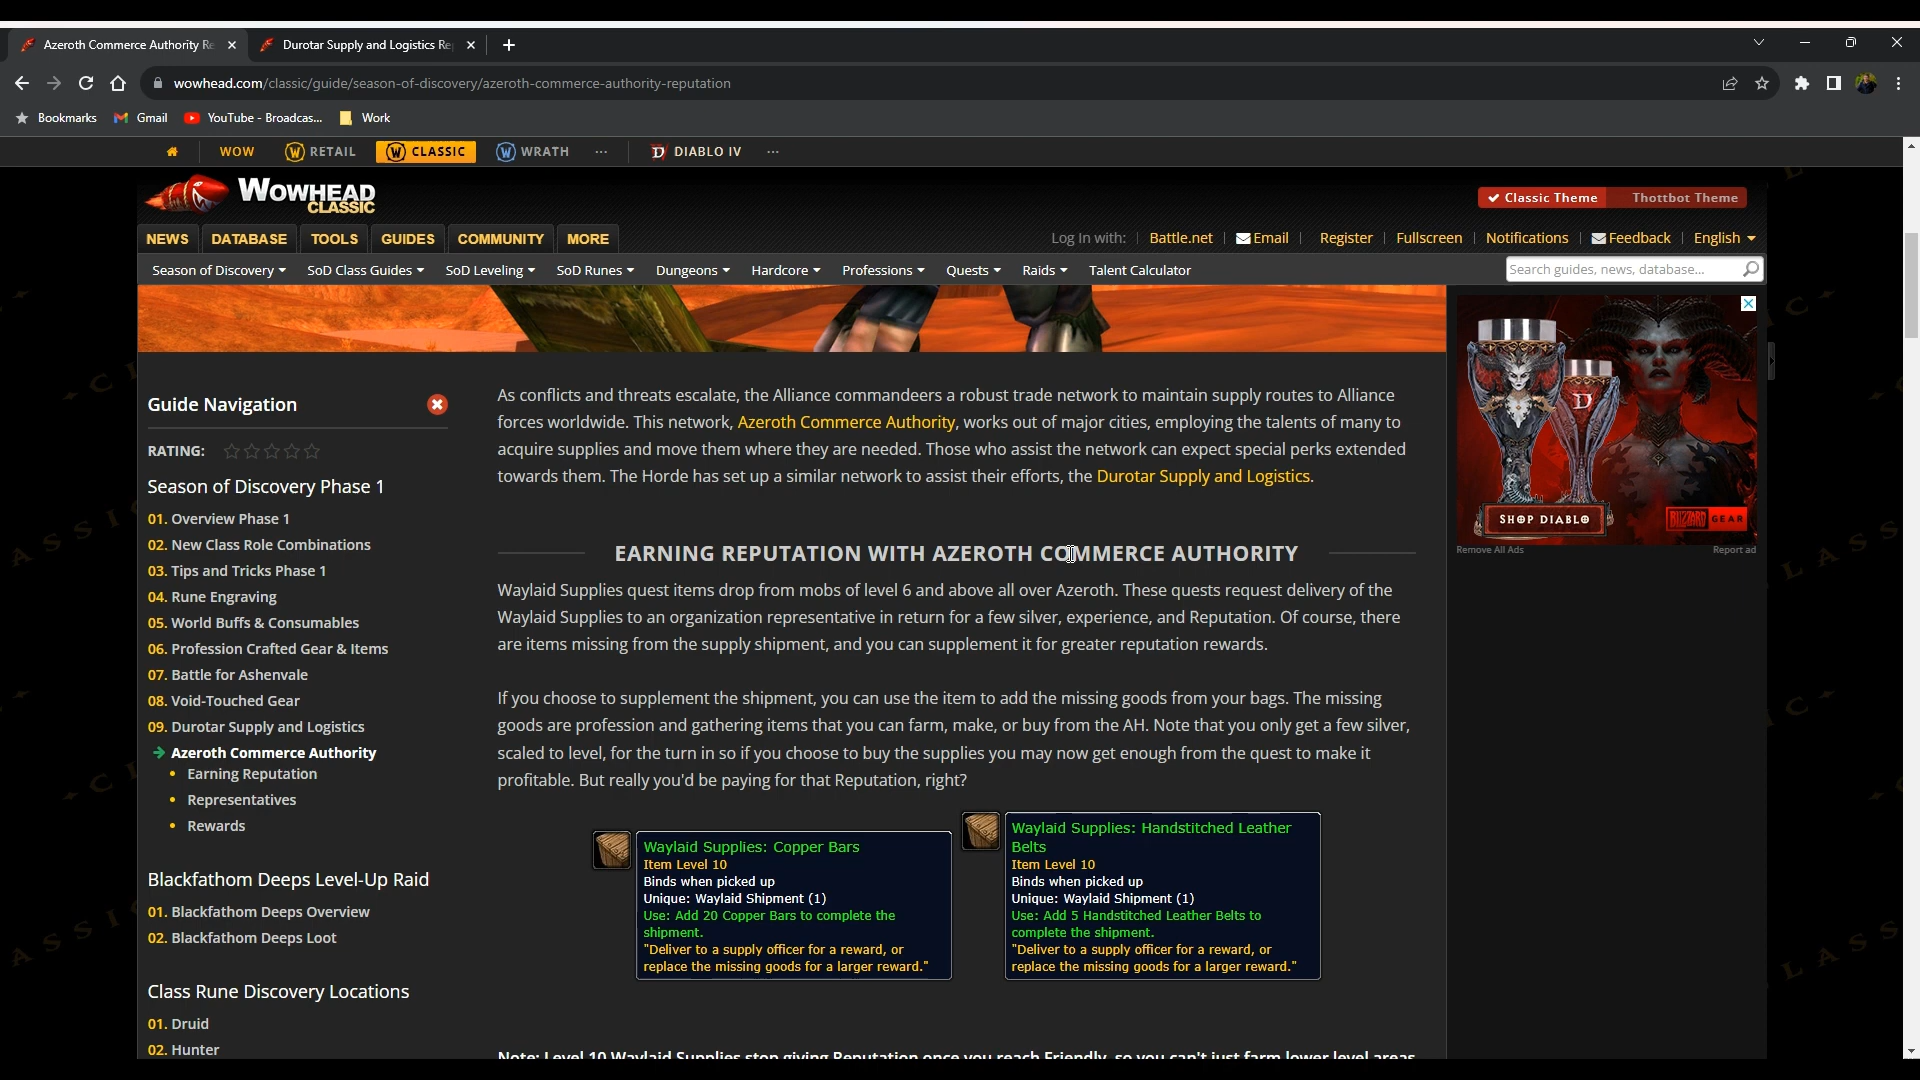 Azeroth Commerce Authority Re
Durotar Supply and Logistics Re
wowhead.com/classic/guide/season-of-discovery/azeroth-commerce-authority-reputation
Bookmarks Gmail YouTube - Broadcas... Work
WOW RETAIL CLASSIC WRATH ... DIABLO IV ...
WOWHEAD
CLASSIC
Classic Theme Thottbot Theme
NEWS DATABASE TOOLS GUIDES COMMUNITY MORE
Log In with: Battle.net Email Register Fullscreen Notifications Feedback English
Season of Discovery SoD Class Guides SoD Leveling SoD Runes Dungeons Hardcore Professions Quests Raids Talent Calculator
Search guides, news, database...
Guide Navigation
RATING:
Season of Discovery Phase 1
01. Overview Phase 1
02. New Class Role Combinations
03. Tips and Tricks Phase 1
04. Rune Engraving
05. World Buffs & Consumables
06. Profession Crafted Gear & Items
07. Battle for Ashenvale
08. Void-Touched Gear
09. Durotar Supply and Logistics
Azeroth Commerce Authority
• Earning Reputation
• Representatives
• Rewards
Blackfathom Deeps Level-Up Raid
01. Blackfathom Deeps Overview
02. Blackfathom Deeps Loot
Class Rune Discovery Locations
01. Druid
02. Hunter
As conflicts and threats escalate, the Alliance commandeers a robust trade network to maintain supply routes to Alliance
forces worldwide. This network, Azeroth Commerce Authority, works out of major cities, employing the talents of many to
acquire supplies and move them where they are needed. Those who assist the network can expect special perks extended
towards them. The Horde has set up a similar network to assist their efforts, the Durotar Supply and Logistics.
EARNING REPUTATION WITH AZEROTH COMMERCE AUTHORITY
Waylaid Supplies quest items drop from mobs of level 6 and above all over Azeroth. These quests request delivery of the
Waylaid Supplies to an organization representative in return for a few silver, experience, and Reputation. Of course, there
are items missing from the supply shipment, and you can supplement it for greater reputation rewards.
If you choose to supplement the shipment, you can use the item to add the missing goods from your bags. The missing
goods are profession and gathering items that you can farm, make, or buy from the AH. Note that you only get a few silver,
scaled to level, for the turn in so if you choose to buy the supplies you may now get enough from the quest to make it
profitable. But really you'd be paying for that Reputation, right?
Waylaid Supplies: Copper Bars
Item Level 10
Binds when picked up
Unique: Waylaid Shipment (1)
Use: Add 20 Copper Bars to complete the
shipment.
"Deliver to a supply officer for a reward, or
replace the missing goods for a larger reward."
Waylaid Supplies: Handstitched Leather
Belts
Item Level 10
Binds when picked up
Unique: Waylaid Shipment (1)
Use: Add 5 Handstitched Leather Belts to
complete the shipment.
"Deliver to a supply officer for a reward, or
replace the missing goods for a larger reward."
Note: Level 10 Waylaid Supplies stop giving Reputation once you reach Friendly, so you can't just farm lower level areas
SHOP DIABLO
BLIZZARD GEAR
Remove All Ads Report ad